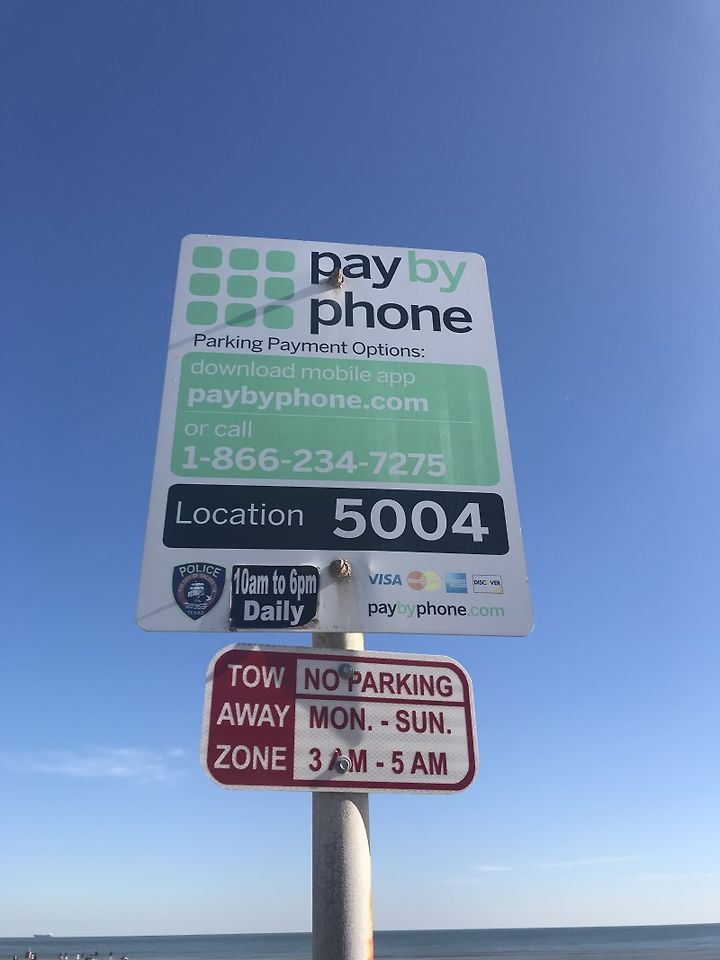 pay by
phone
Parking Payment Options:
download mobile app
paybyphone.com
or call
1-866-234-7275
Location 5004
POLICE
TEXAS
10am to 6pm
Daily
VISA MasterCard DISCOVER
paybyphone.com
TOW
AWAY
ZONE
NO PARKING
MON. - SUN.
3 AM - 5 AM